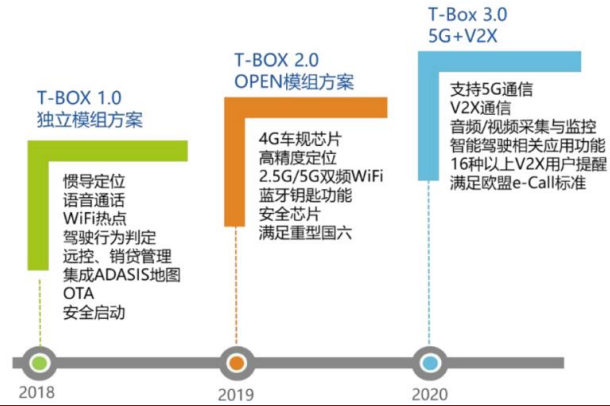 T-BOX 1.0
独立模组方案
惯导定位
语音通话
WiFi热点
驾驶行为判定
远控、销贷管理
集成ADASIS地图
OTA
安全启动
2018
T-BOX 2.0
OPEN模组方案
4G车规芯片
高精度定位
2.5G/5G双频WiFi
蓝牙钥匙功能
安全芯片
满足重型国六
2019
T-Box 3.0
5G+V2X
支持5G通信
V2X通信
音频/视频采集与监控
智能驾驶相关应用功能
16种以上V2X用户提醒
满足欧盟e-Call标准
2020